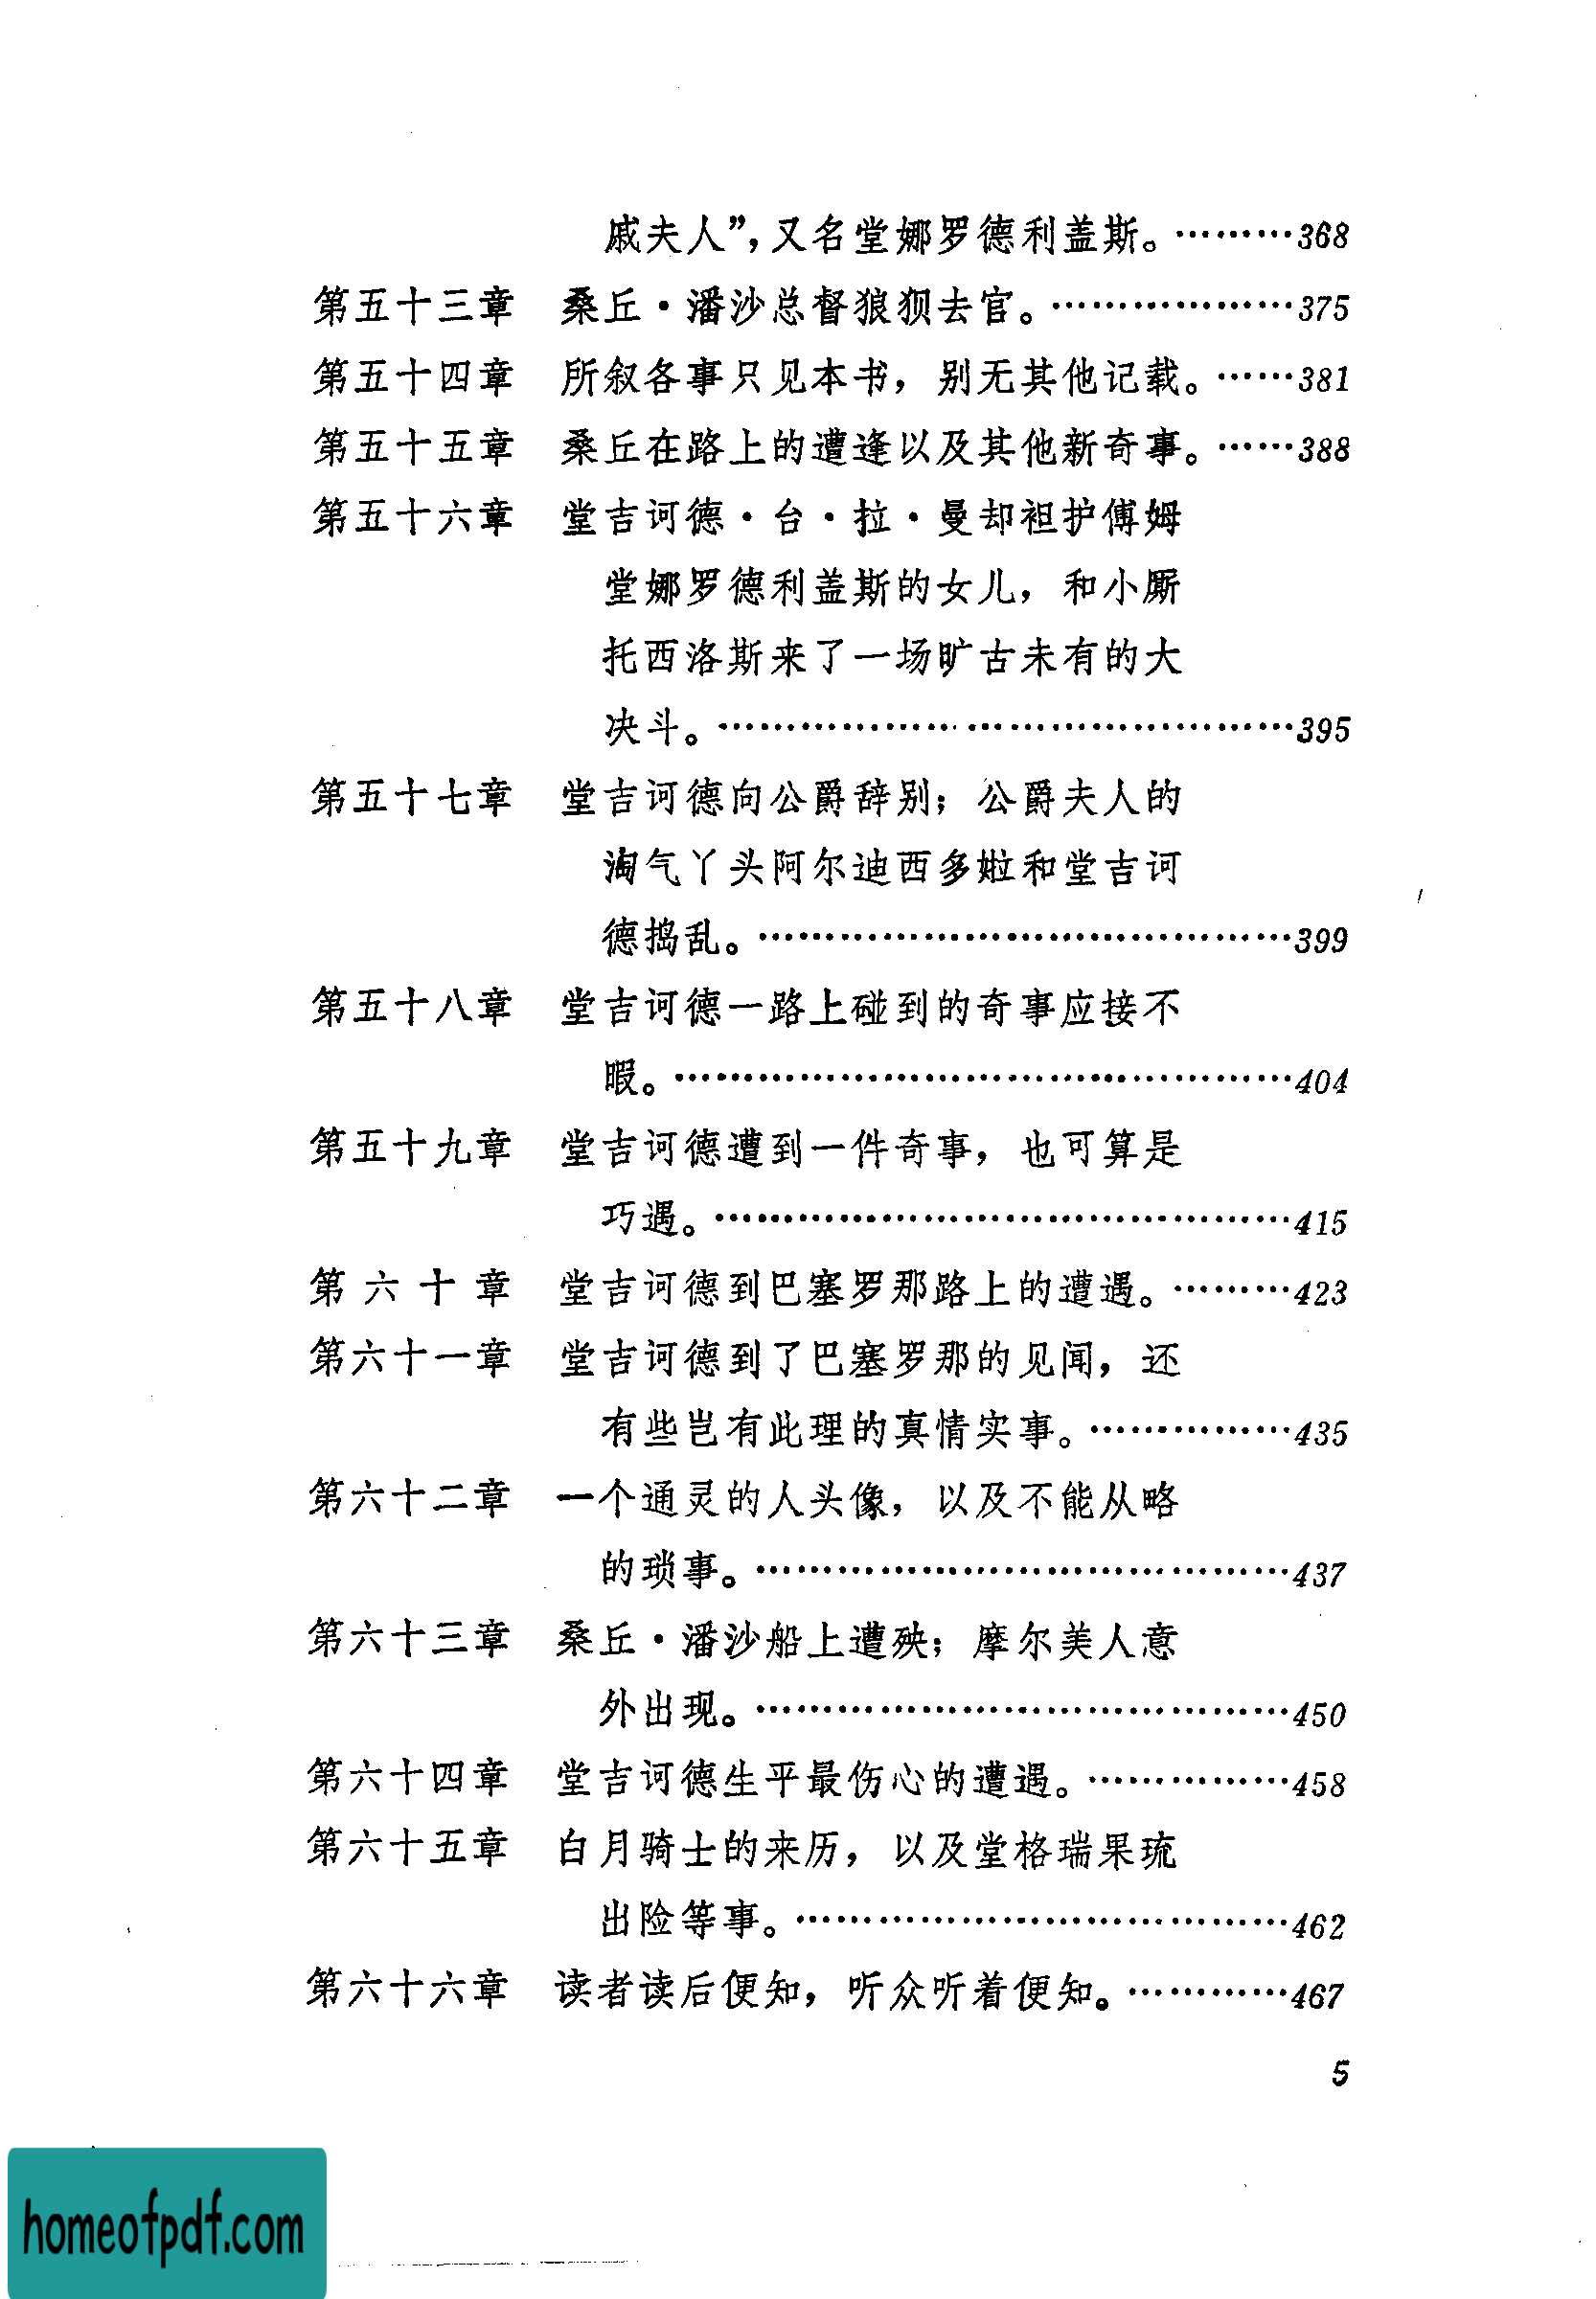 戚夫人”，又名堂娜罗德利盖斯。………368
第五十三章 桑丘·潘沙总督狼狈去官。………………375
第五十四章 所叙各事只见本书，别无其他记载。……381
第五十五章 桑丘在路上的遭逢以及其他新奇事。……388
第五十六章 堂吉诃德·台·拉·曼却袒护傅姆
堂娜罗德利盖斯的女儿，和小厮
托西洛斯来了一场旷古未有的大
决斗。………………………………………395
第五十七章 堂吉诃德向公爵辞别；公爵夫人的
淘气丫头阿尔迪西多啦和堂吉诃
德捣乱。……………………………………399
第五十八章 堂吉诃德一路上碰到的奇事应接不
暇。…………………………………………404
第五十九章 堂吉诃德遭到一件奇事，也可算是
巧遇。………………………………………415
第六十章 堂吉诃德到巴塞罗那路上的遭遇。………423
第六十一章 堂吉诃德到了巴塞罗那的见闻，还
有些岂有此理的真情实事。……………435
第六十二章 一个通灵的人头像，以及不能从略
的琐事。……………………………………437
第六十三章 桑丘·潘沙船上遭殃；摩尔美人意
外出现。……………………………………450
第六十四章 堂吉诃德生平最伤心的遭遇。……………458
第六十五章 白月骑士的来历，以及堂格瑞果琉
出险等事。…………………………………462
第六十六章 读者读后便知，听众听着便知。…………467
5
homeofpdf.com